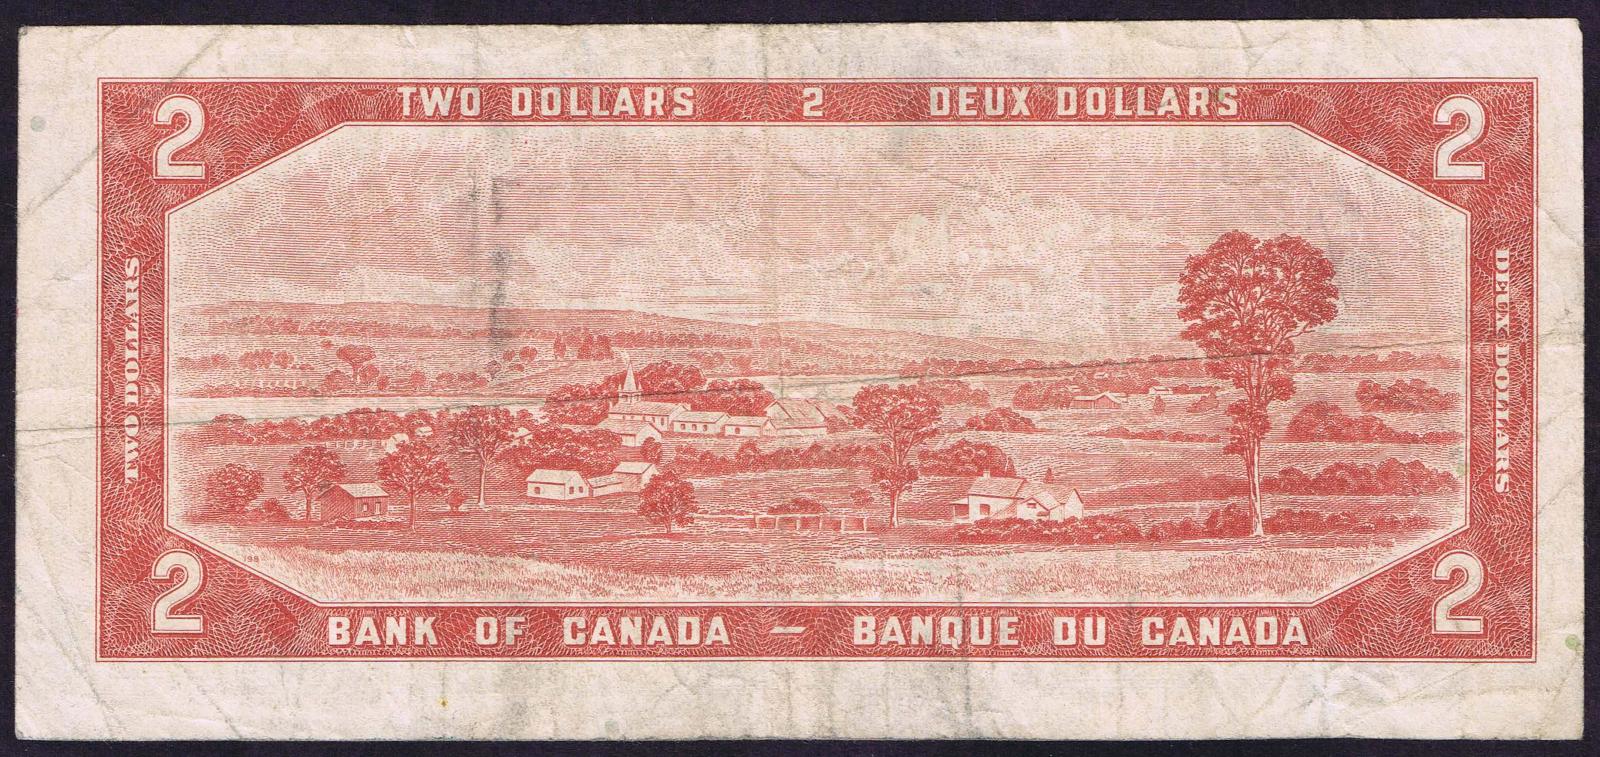 2 TWO DOLLARS 2 DEUX DOLLARS 2
TWO DOLLARS
DEUX DOLLARS
198
2 BANK OF CANADA – BANQUE DU CANADA 2